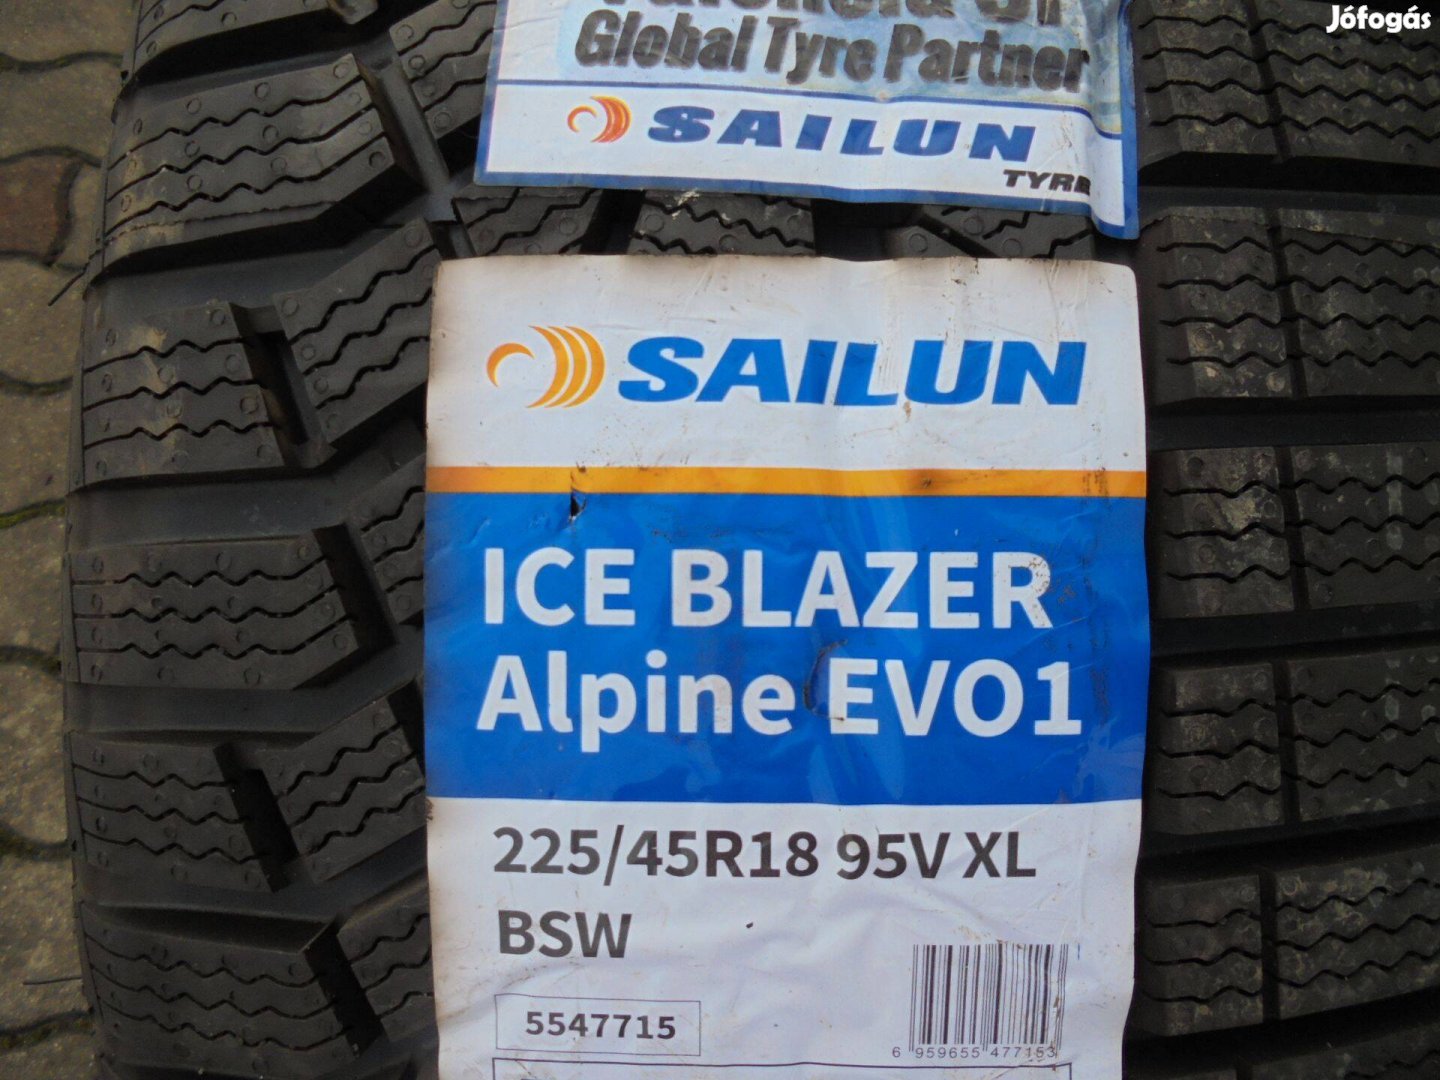 Jófogás
Global Tyre Partner
SAILUN
TYRE
SAILUN
ICE BLAZER
Alpine EVO1
225/45R18 95V XL
BSW
5547715
6 959655 477153